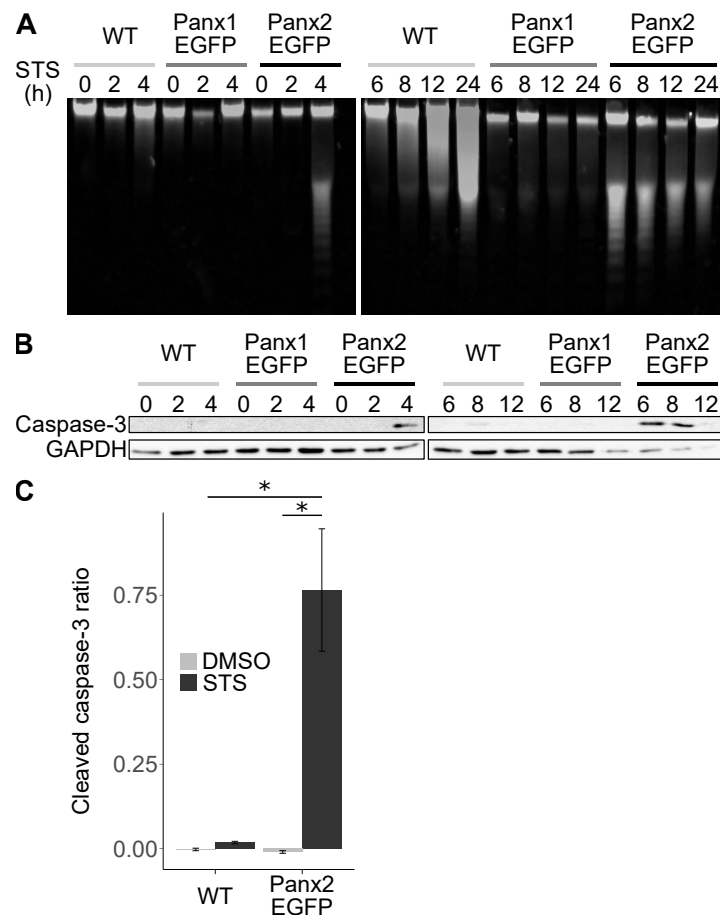 A
WT
Panx1
EGFP
Panx2
EGFP
WT
Panx1
EGFP
Panx2
EGFP
STS
(h)
0 2 4 0 2 4 0 2 4
6 8 12 24 6 8 12 24 6 8 12 24
B
WT
Panx1
EGFP
Panx2
EGFP
WT
Panx1
EGFP
Panx2
EGFP
0 2 4 0 2 4 0 2 4
6 8 12 6 8 12 6 8 12
Caspase-3
GAPDH
C
*
*
Cleaved caspase-3 ratio
0.75
0.50
0.25
0.00
DMSO
STS
WT
Panx2
EGFP